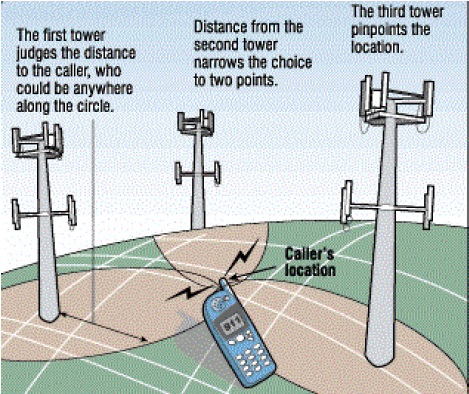 The first tower
judges the distance
to the caller, who
could be anywhere
along the circle.
Distance from the
second tower
narrows the choice
to two points.
The third tower
pinpoints the
location.
Caller's
location
911